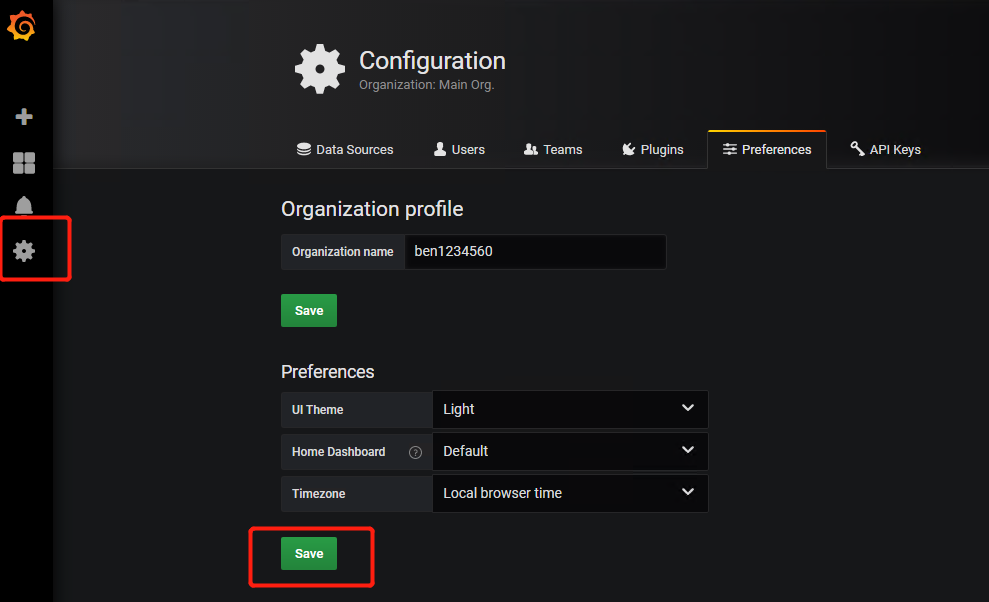 Configuration
Organization: Main Org.
Data Sources Users Teams Plugins Preferences API Keys
Organization profile
Organization name ben1234560
Save
Preferences
UI Theme Light
Home Dashboard ? Default
Timezone Local browser time
Save